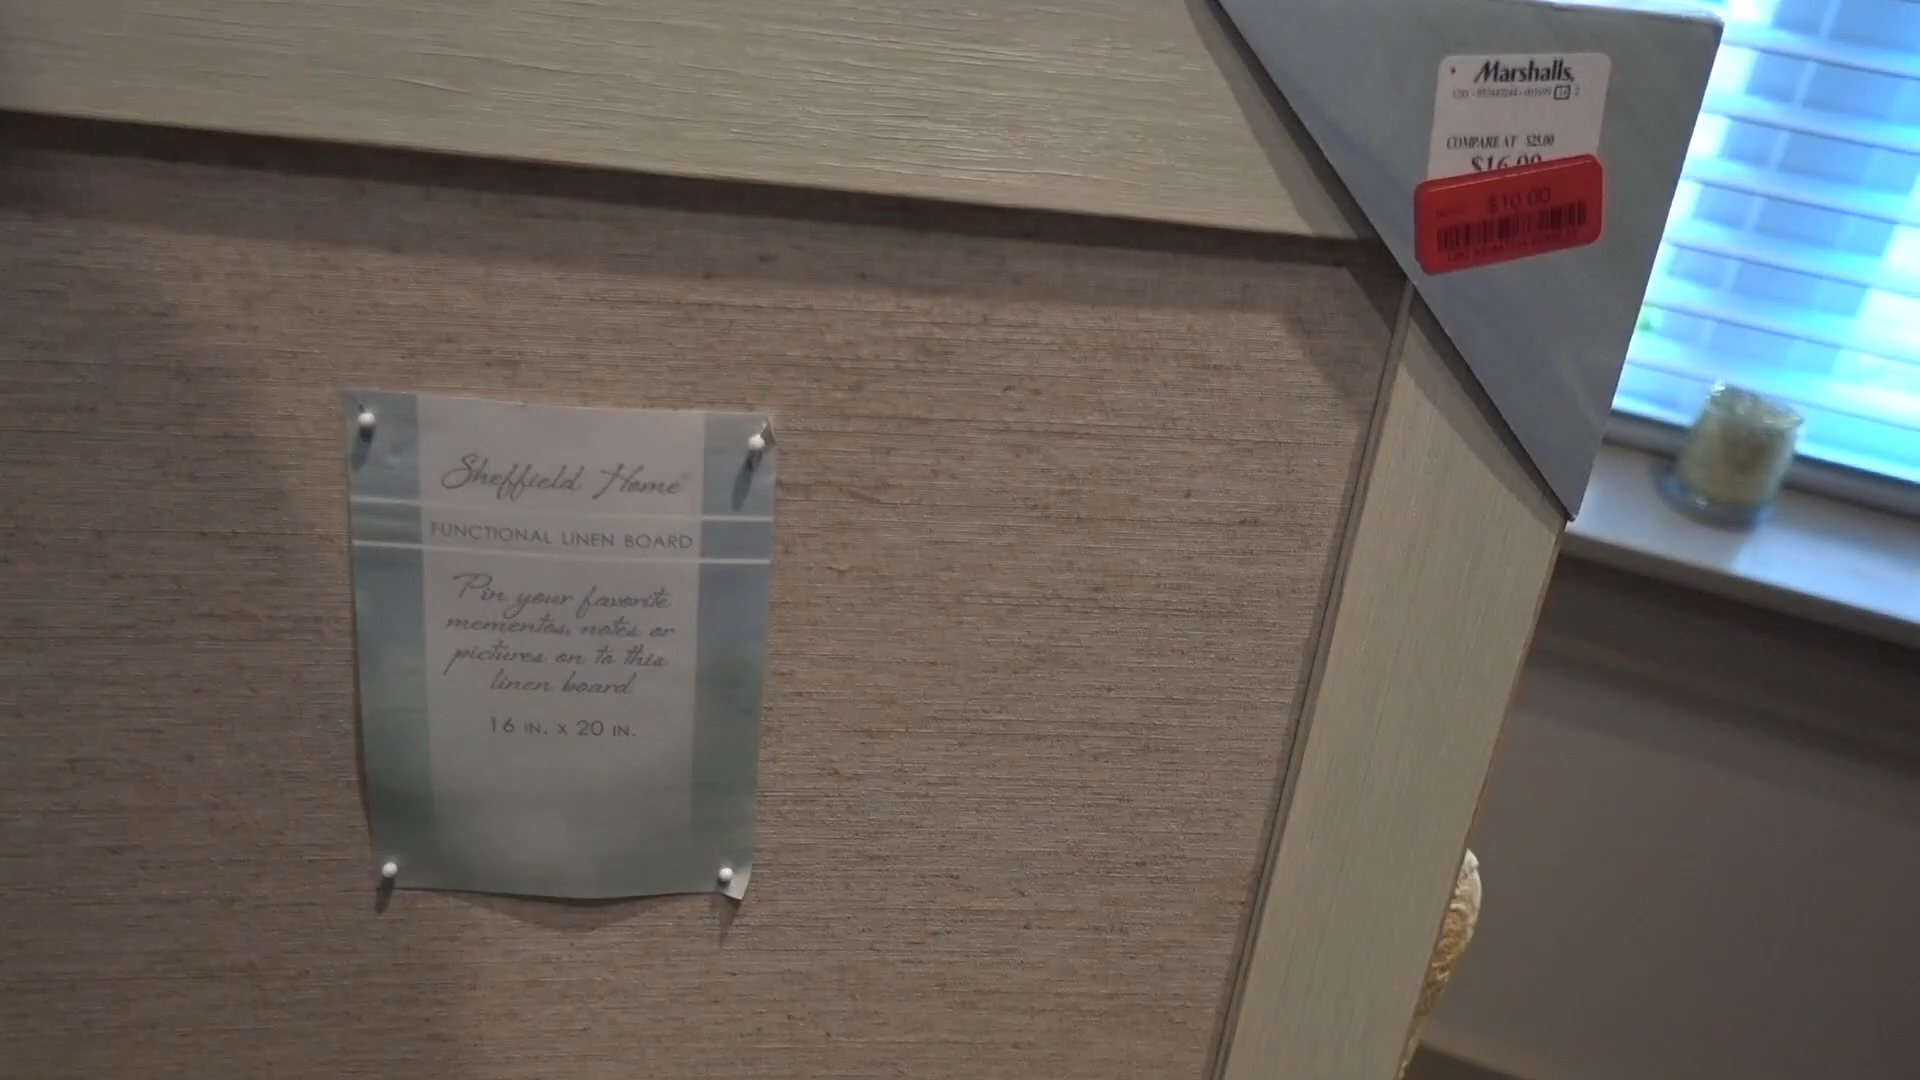 Marshalls.
COMPARE AT $25.00
$16.00
$10.00
Sheffield Home
FUNCTIONAL LINEN BOARD
Pin your favorite
mementos, notes or
pictures on to this
linen board
16 IN. x 20 IN.